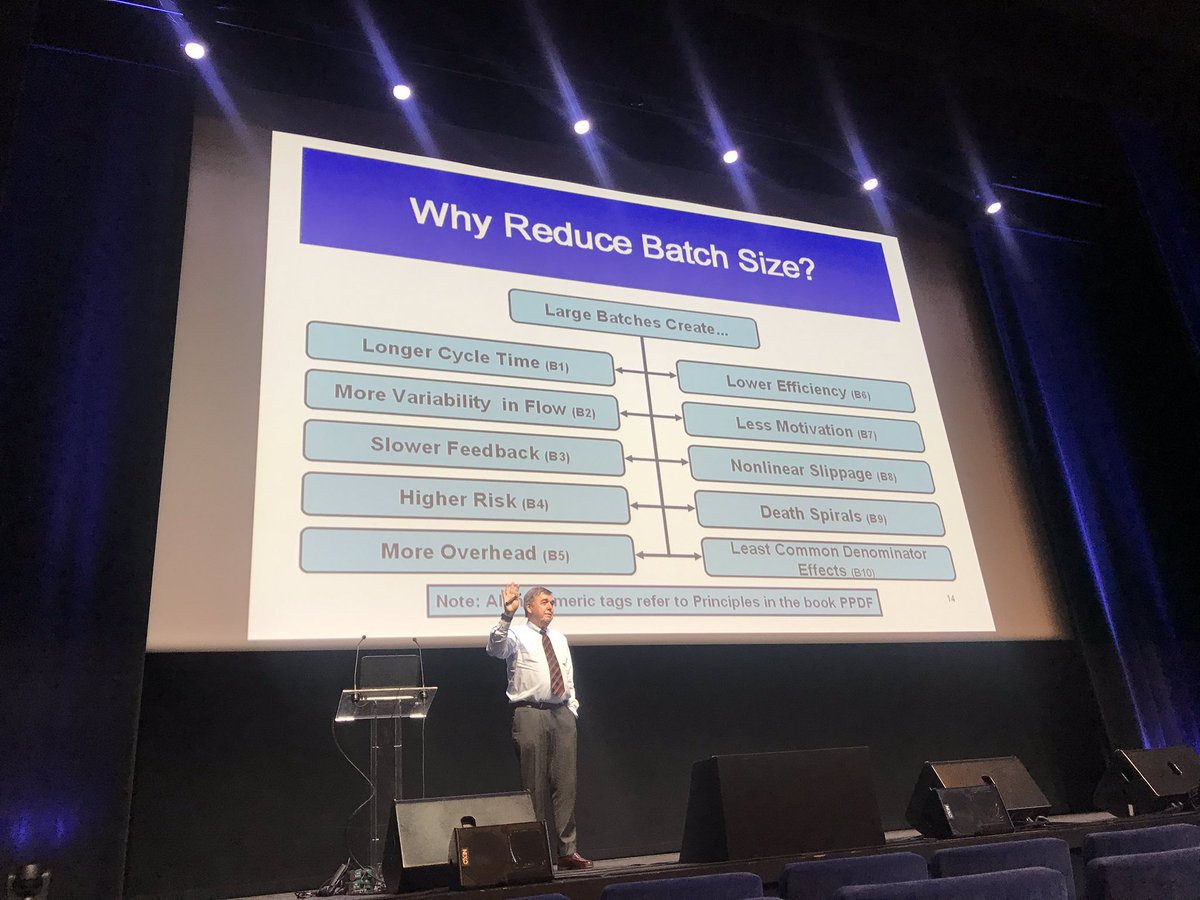 Why Reduce Batch Size?
Large Batches Create...
Longer Cycle Time (B1)
More Variability in Flow (B2)
Slower Feedback (B3)
Higher Risk (B4)
More Overhead (B5)
Lower Efficiency (B6)
Less Motivation (B7)
Nonlinear Slippage (B8)
Death Spirals (B9)
Least Common Denominator
Effects (B10)
Note: Al meric tags refer to Principles in the book PPDF
14
NEXO